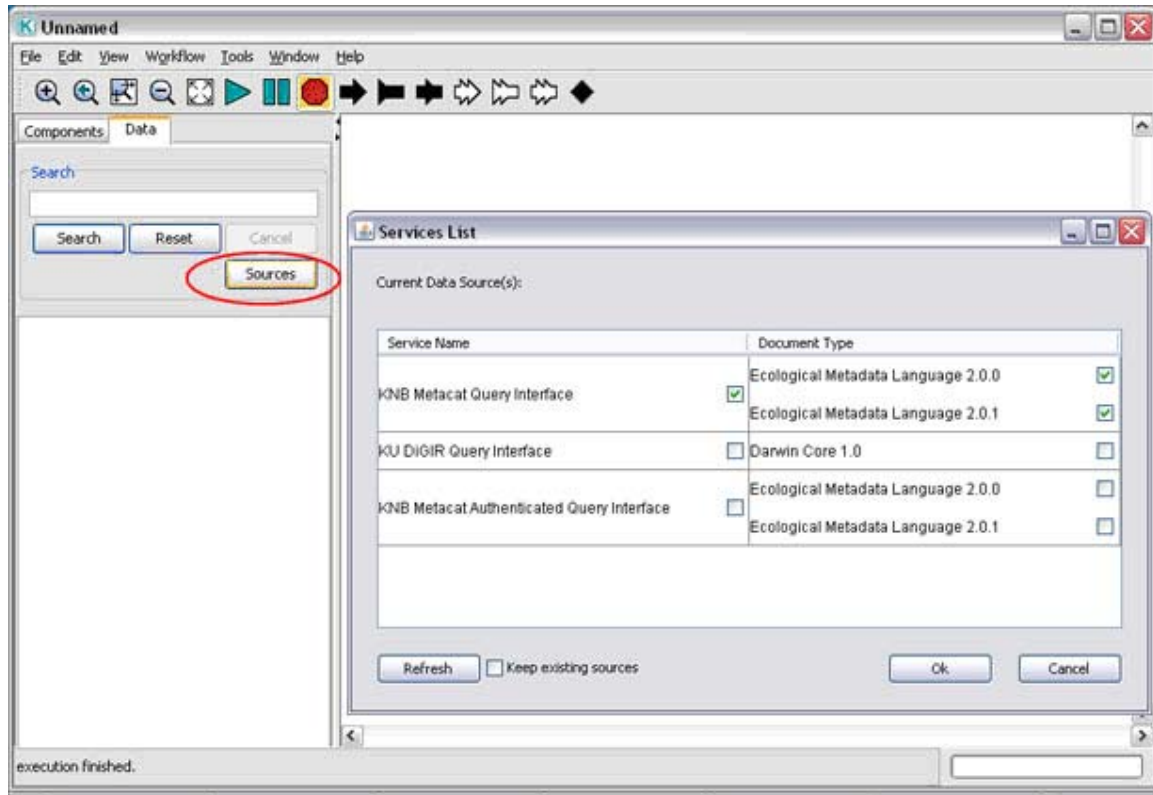 Unnamed
File Edit View Workflow Tools Window Help
Components Data
Search
Search Reset Cancel
Sources
Services List
Current Data Source(s):
Service Name Document Type
KNB Metacat Query Interface
Ecological Metadata Language 2.0.0
Ecological Metadata Language 2.0.1
KU DiGIR Query Interface Darwin Core 1.0
KNB Metacat Authenticated Query Interface
Ecological Metadata Language 2.0.0
Ecological Metadata Language 2.0.1
Refresh Keep existing sources Ok Cancel
execution finished.